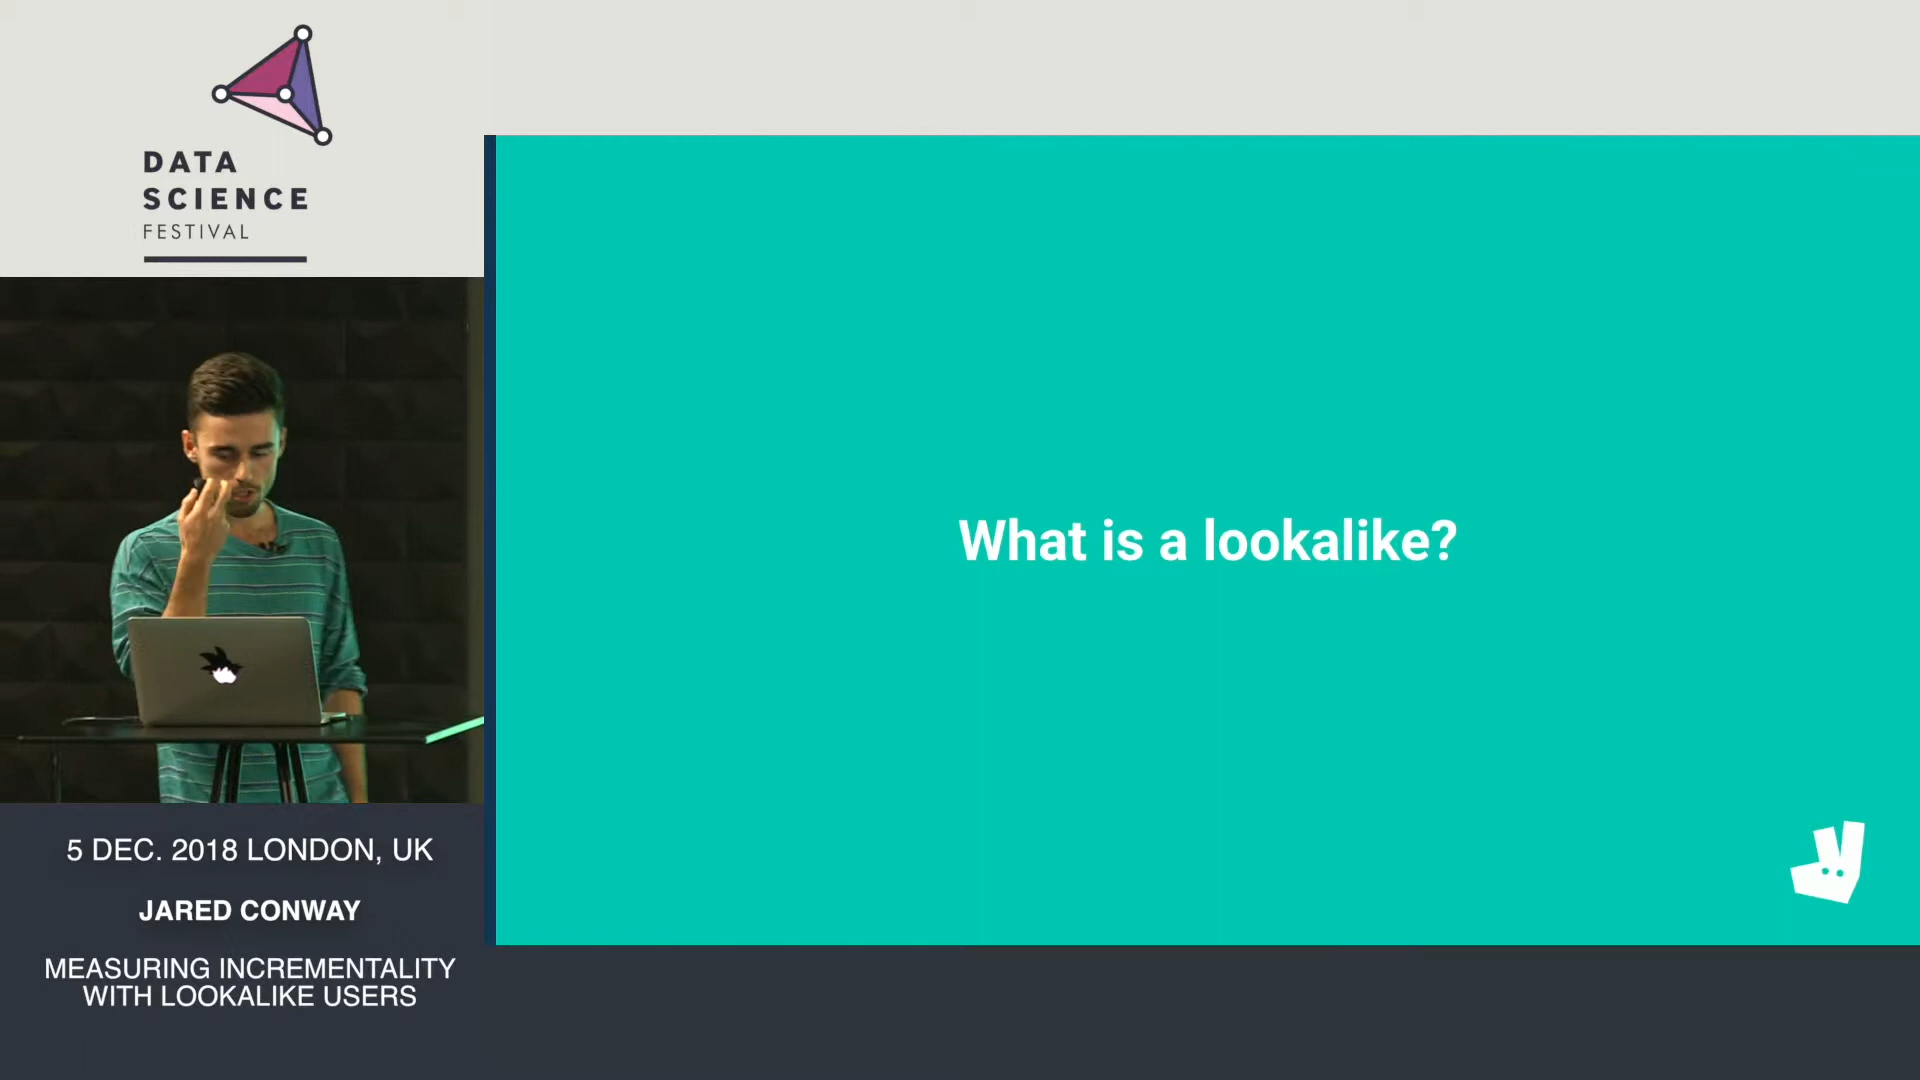 DATA
SCIENCE
FESTIVAL
What is a lookalike?
5 DEC. 2018 LONDON, UK
JARED CONWAY
MEASURING INCREMENTALITY
WITH LOOKALIKE USERS